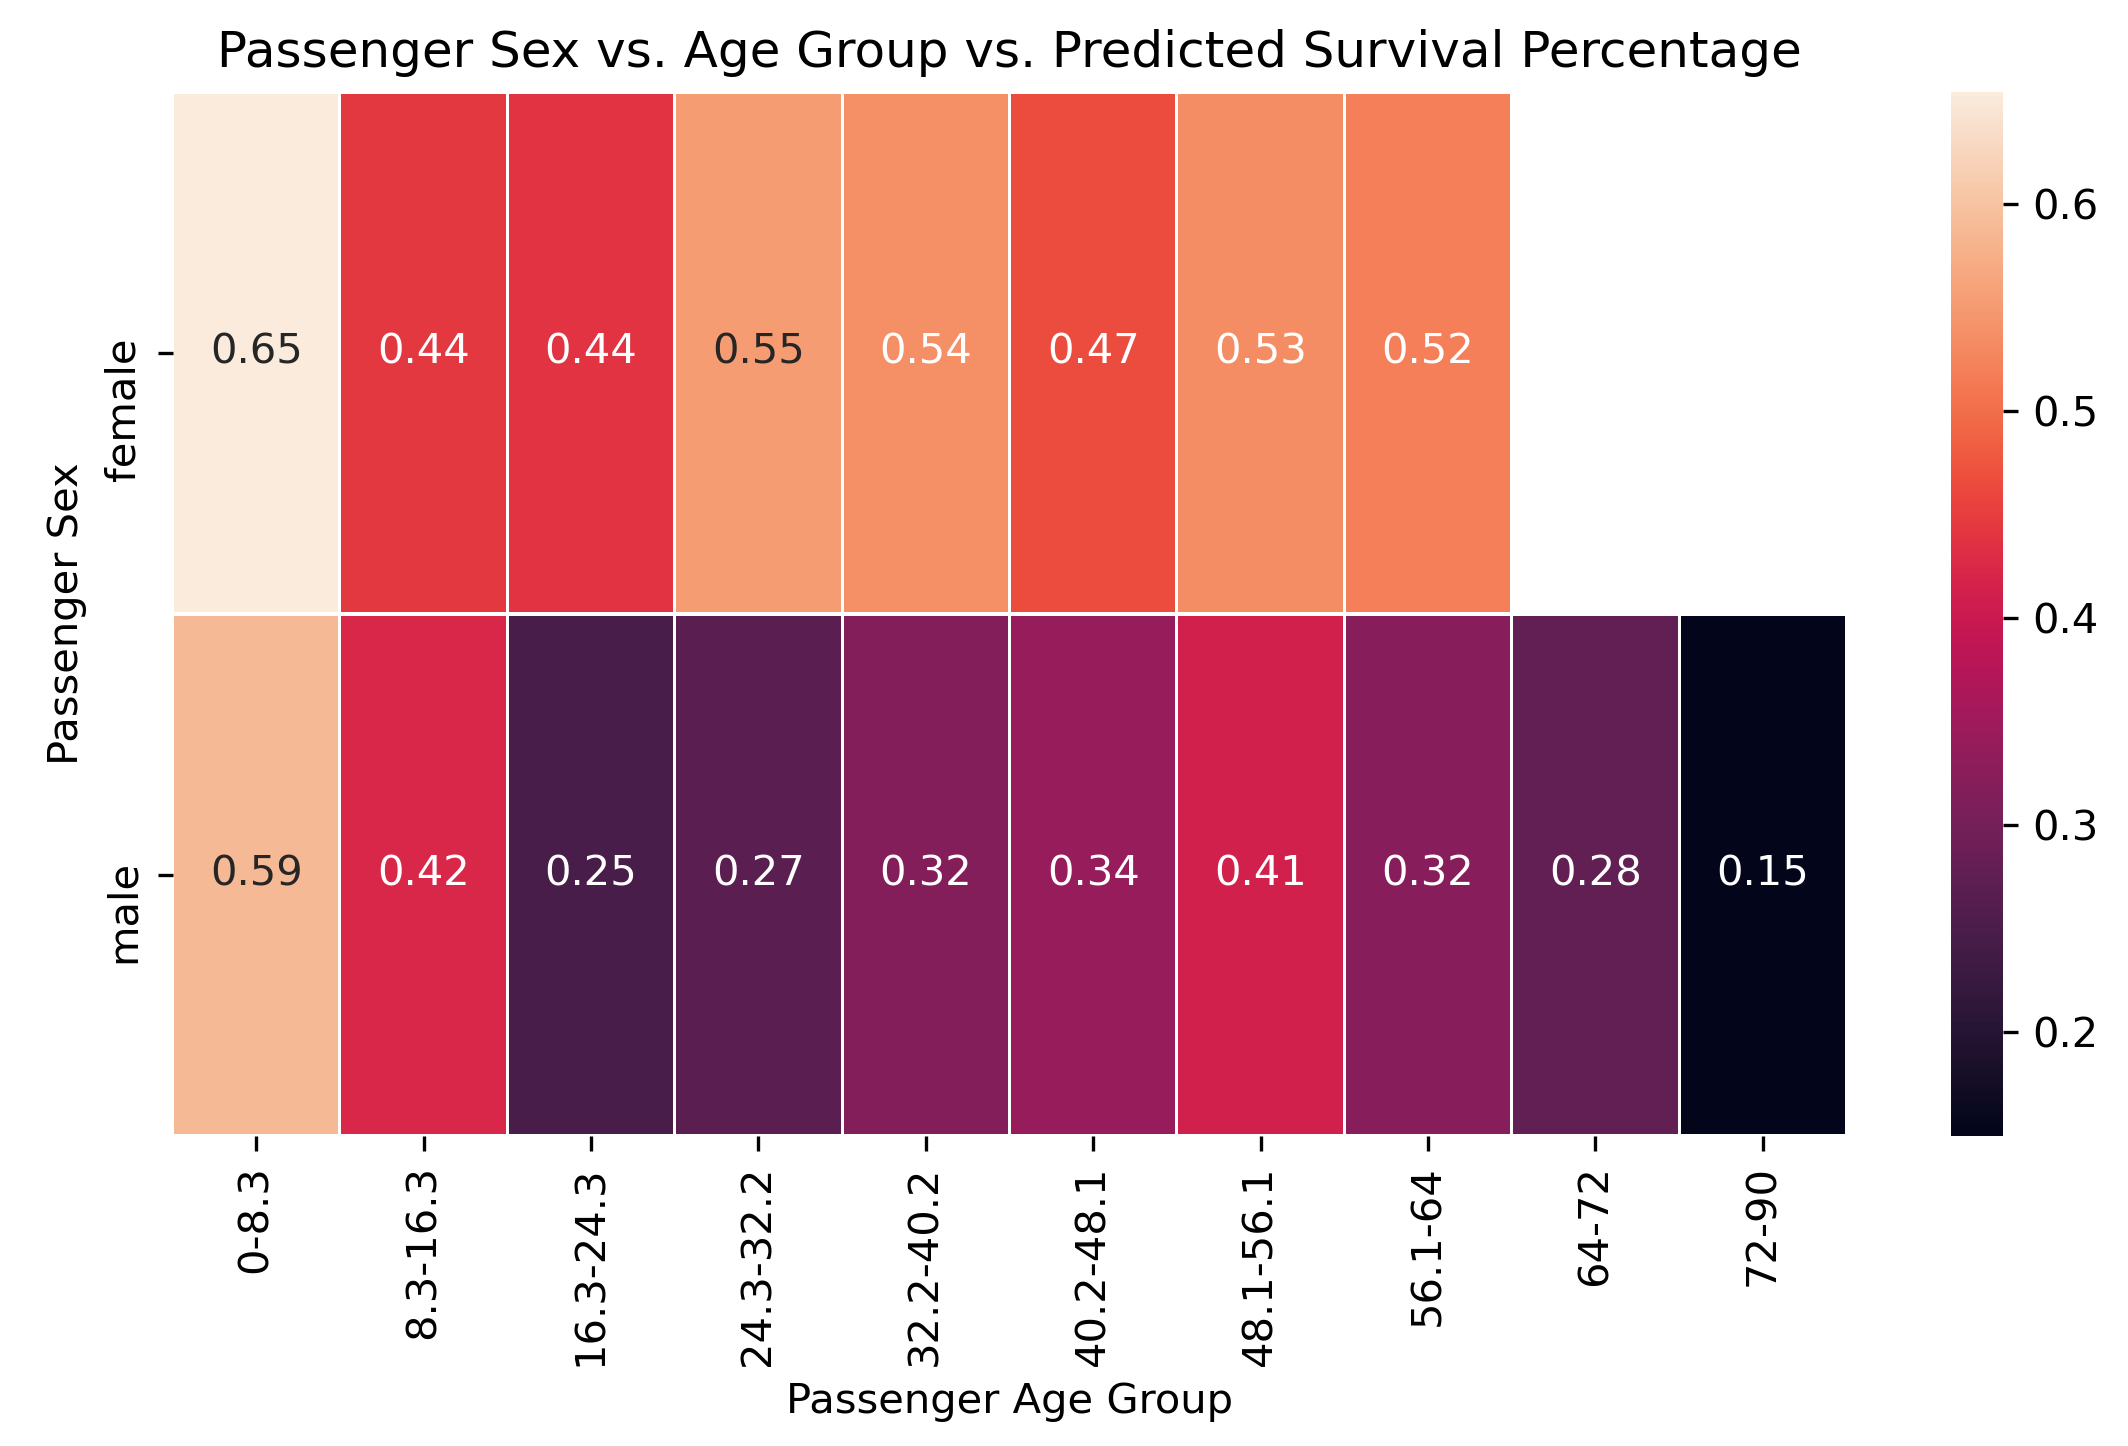 Passenger Sex vs. Age Group vs. Predicted Survival Percentage
Passenger Sex
female
0.65 0.44 0.44 0.55 0.54 0.47 0.53 0.52
male
0.59 0.42 0.25 0.27 0.32 0.34 0.41 0.32 0.28 0.15
0-8.3 8.3-16.3 16.3-24.3 24.3-32.2 32.2-40.2 40.2-48.1 48.1-56.1 56.1-64 64-72 72-90
Passenger Age Group
0.6
0.5
0.4
0.3
0.2